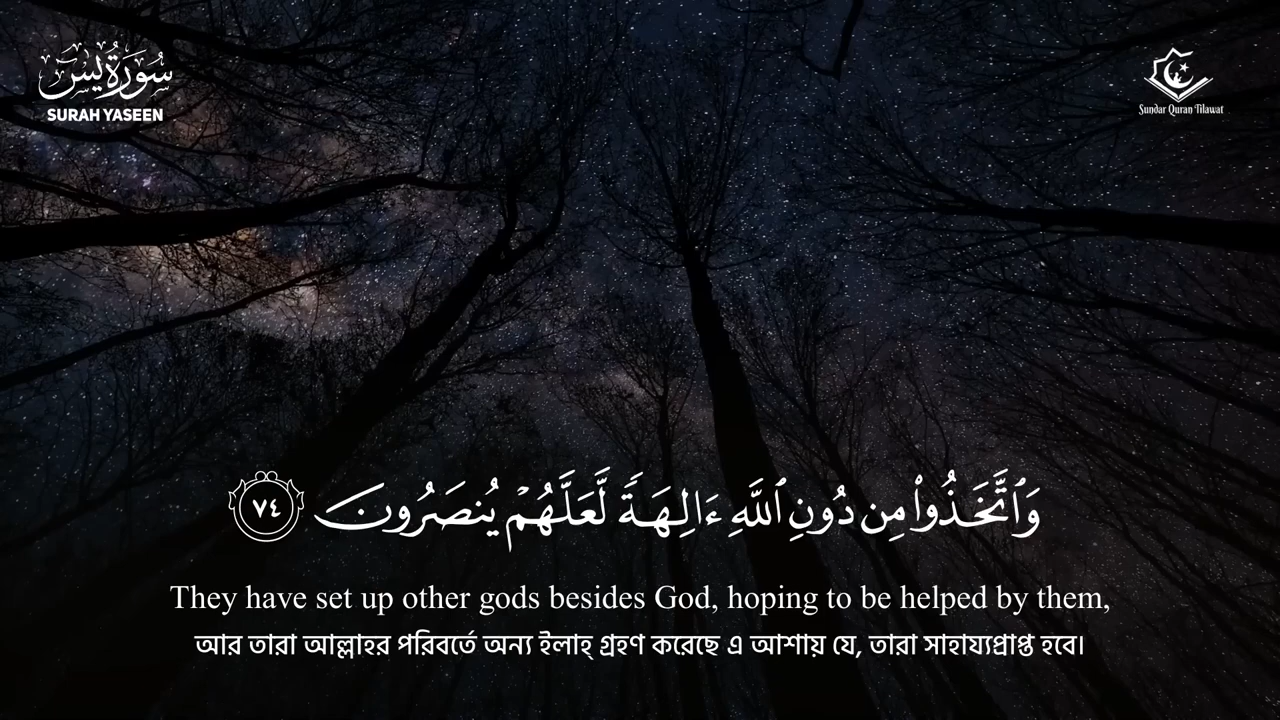 سُورَةُ يس
SURAH YASEEN
Sundar Quran Tilawat
وَٱتَّخَذُوا۟ مِن دُونِ ٱللَّهِ ءَالِهَةً لَّعَلَّهُمْ يُنصَرُونَ ٧٤
They have set up other gods besides God, hoping to be helped by them,
আর তারা আল্লাহর পরিবর্তে অন্য ইলাহ্ গ্রহণ করেছে এ আশায় যে, তারা সাহায্যপ্রাপ্ত হবে।